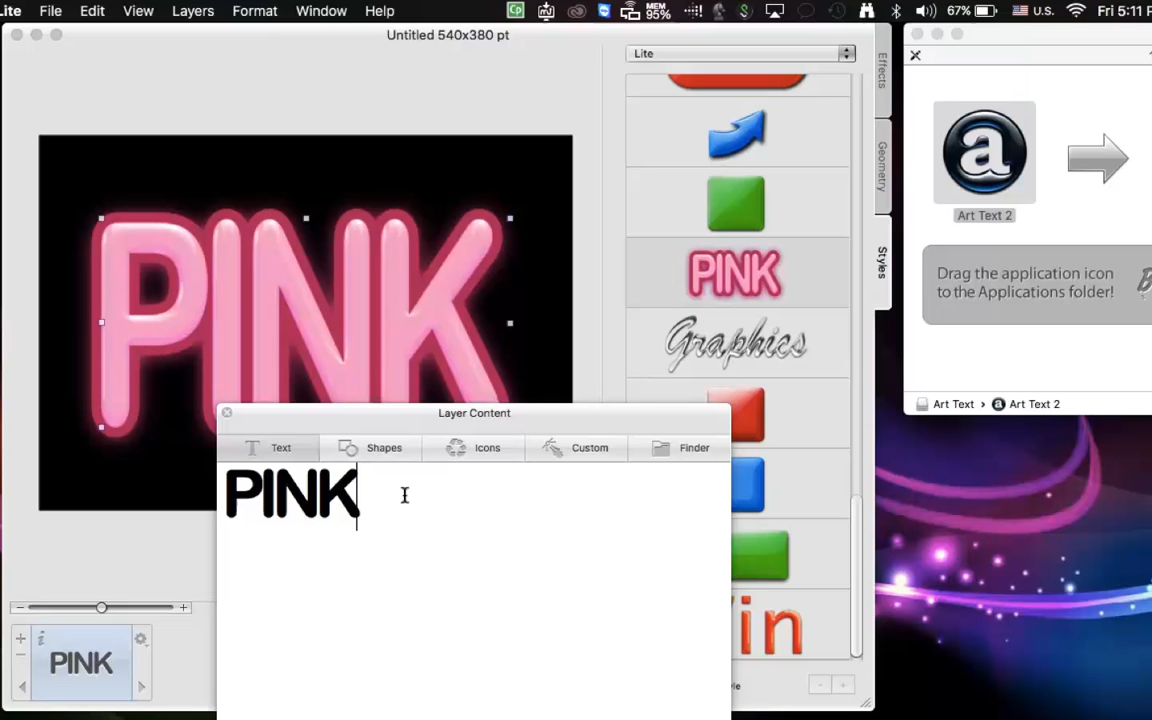 Lite File Edit View Layers Format Window Help
MEM
95%
67%
U.S.
Fri 5:11
Untitled 540x380 pt
Lite
Effects
Geometry
Styles
PINK
PINK
Graphics
a
Art Text 2
Drag the application icon
to the Applications folder!
Art Text › Art Text 2
Layer Content
Text
Shapes
Icons
Custom
Finder
PINK
PINK